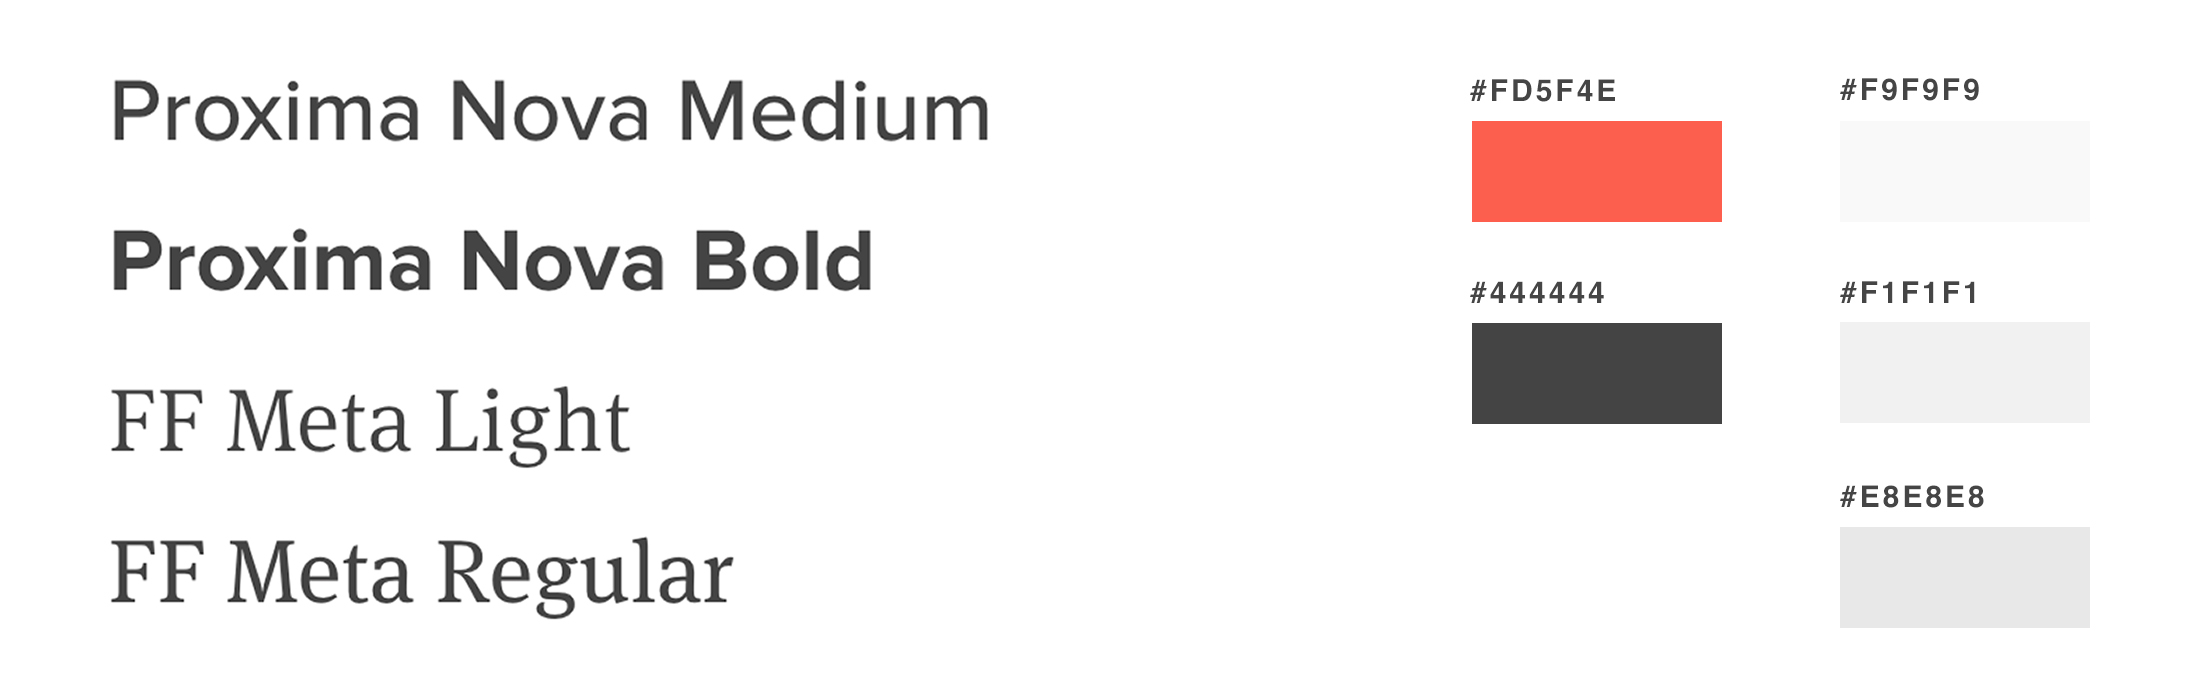 Proxima Nova Medium
Proxima Nova Bold
FF Meta Light
FF Meta Regular
#FD5F4E
#444444
#F9F9F9
#F1F1F1
#E8E8E8